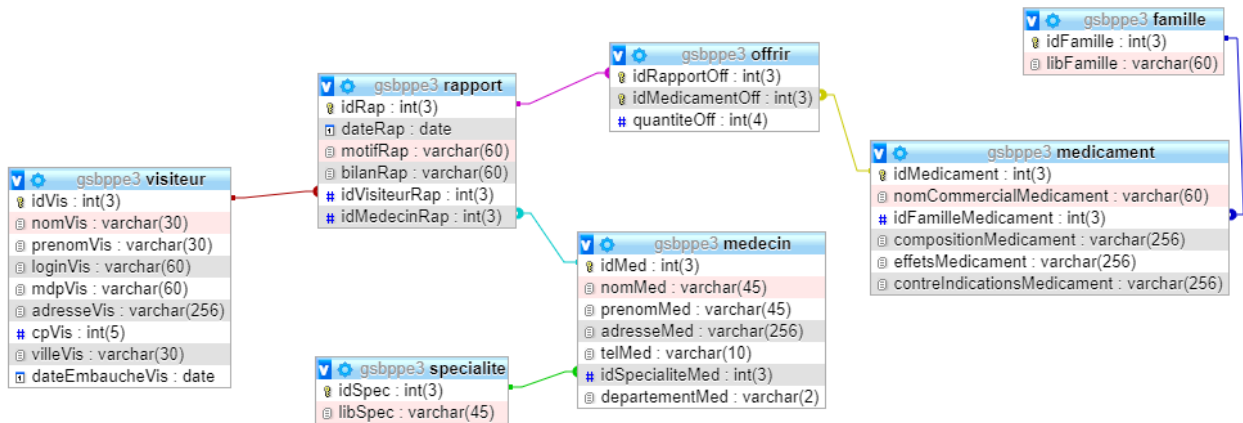 gsbppe3 visiteur
idVis : int(3)
nomVis : varchar(30)
prenomVis : varchar(30)
loginVis : varchar(60)
mdpVis : varchar(60)
adresseVis : varchar(256)
cpVis : int(5)
villeVis : varchar(30)
dateEmbaucheVis : date
gsbppe3 rapport
idRap : int(3)
dateRap : date
motifRap : varchar(60)
bilanRap : varchar(60)
idVisiteurRap : int(3)
idMedecinRap : int(3)
gsbppe3 specialite
idSpec : int(3)
libSpec : varchar(45)
gsbppe3 offrir
idRapportOff : int(3)
idMedicamentOff : int(3)
quantiteOff : int(4)
gsbppe3 medecin
idMed : int(3)
nomMed : varchar(45)
prenomMed : varchar(45)
adresseMed : varchar(256)
telMed : varchar(10)
idSpecialiteMed : int(3)
departementMed : varchar(2)
gsbppe3 famille
idFamille : int(3)
libFamille : varchar(60)
gsbppe3 medicament
idMedicament : int(3)
nomCommercialMedicament : varchar(60)
idFamilleMedicament : int(3)
compositionMedicament : varchar(256)
effetsMedicament : varchar(256)
contreIndicationsMedicament : varchar(256)